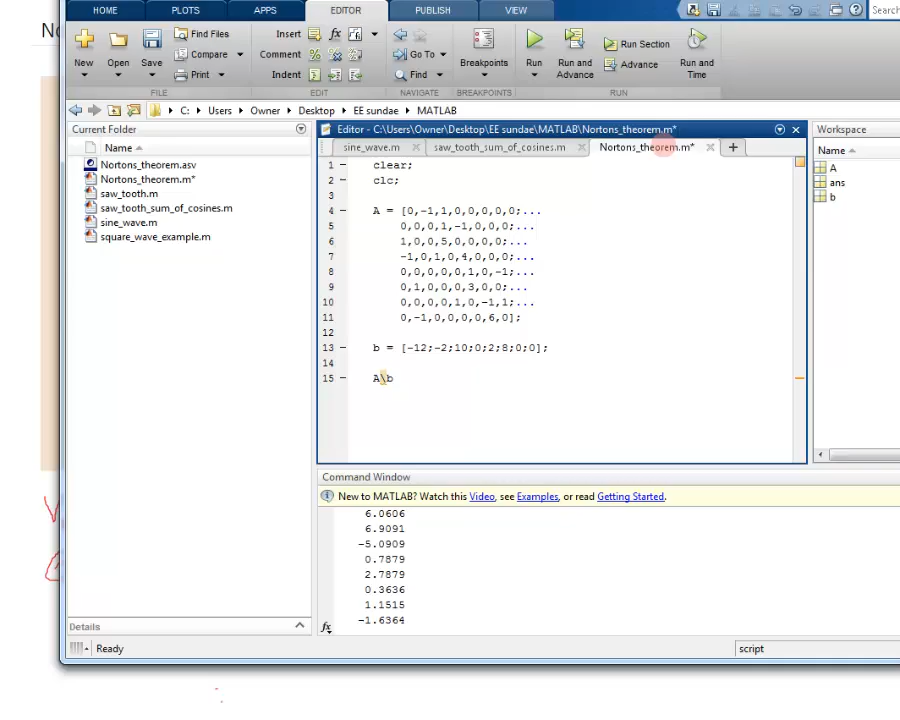 HOME PLOTS APPS EDITOR PUBLISH VIEW
Search
New Open Save Find Files Compare Print
FILE
Insert Comment Indent
EDIT
Go To Find
NAVIGATE
Breakpoints
BREAKPOINTS
Run Run and Advance Run Section Advance Run and Time
RUN
C: Users Owner Desktop EE sundae MATLAB
Current Folder
Name
Nortons_theorem.asv
Nortons_theorem.m*
saw_tooth.m
saw_tooth_sum_of_cosines.m
sine_wave.m
square_wave_example.m
Details
Editor - C:\Users\Owner\Desktop\EE sundae\MATLAB\Nortons_theorem.m*
sine_wave.m saw_tooth_sum_of_cosines.m Nortons_theorem.m*
1 clear;
2 clc;
3
4 A = [0,-1,1,0,0,0,0,0;...
5 0,0,0,1,-1,0,0,0;...
6 1,0,0,5,0,0,0,0;...
7 -1,0,1,0,4,0,0,0;...
8 0,0,0,0,0,1,0,-1;...
9 0,1,0,0,0,3,0,0;...
10 0,0,0,0,1,0,-1,1;...
11 0,-1,0,0,0,0,6,0];
12
13 b = [-12;-2;10;0;2;8;0;0];
14
15 A\b
Workspace
Name
A
ans
b
Command Window
New to MATLAB? Watch this Video, see Examples, or read Getting Started.
6.0606
6.9091
-5.0909
0.7879
2.7879
0.3636
1.1515
-1.6364
fx
Ready
script